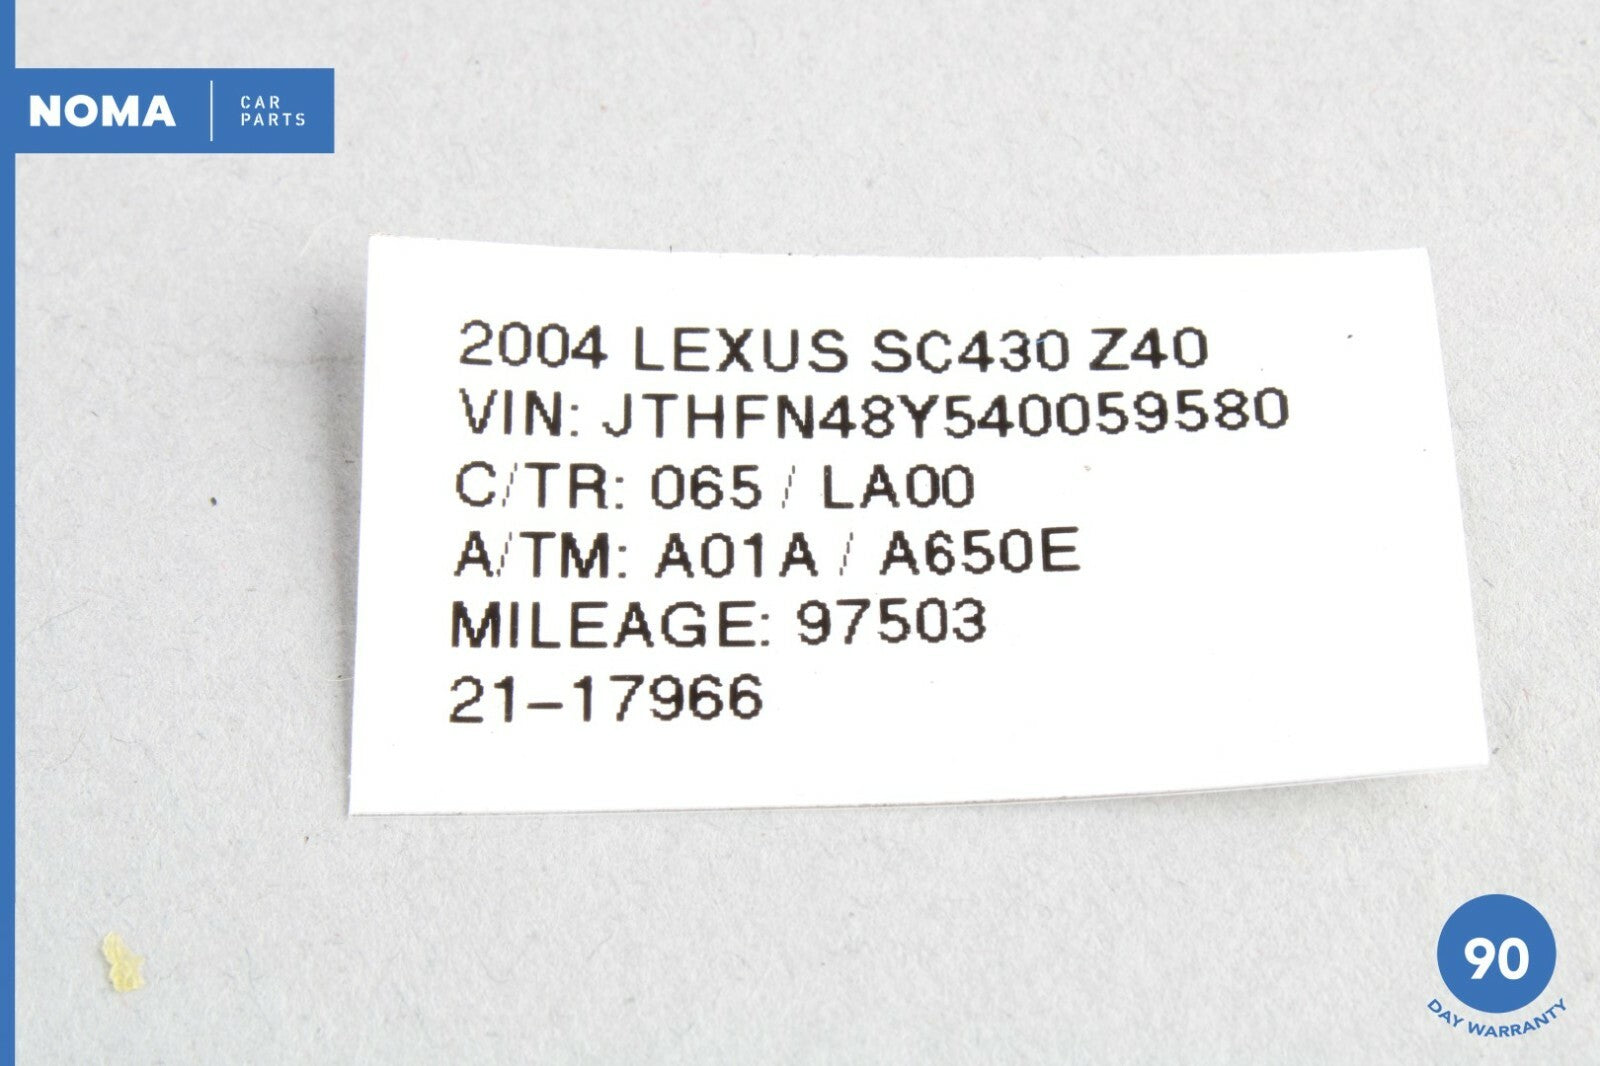 NOMA
CAR
PARTS
2004 LEXUS SC430 Z40
VIN: JTHFN48Y540059580
C/TR: 065 / LA00
A/TM: A01A / A650E
MILEAGE: 97503
21-17966
90
DAY WARRANTY